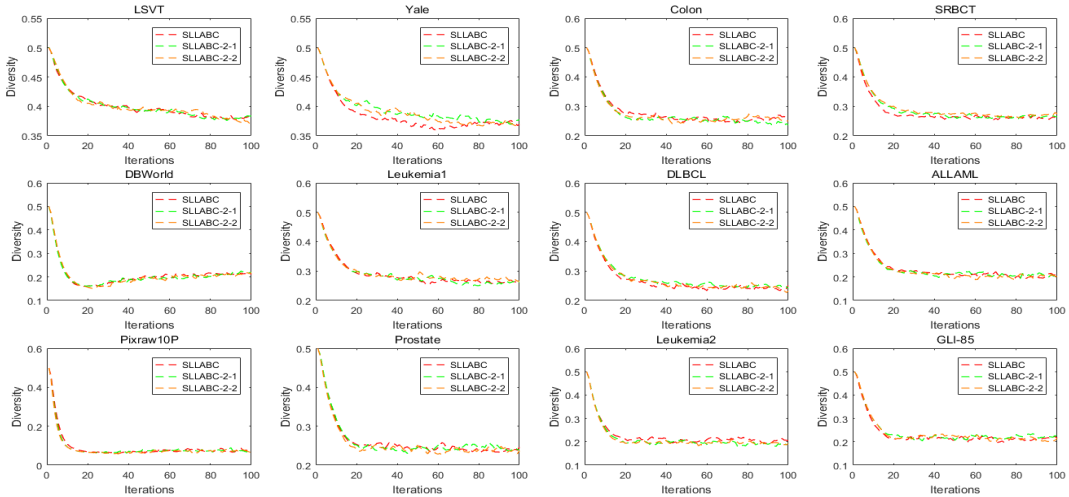 LSVT
0.55
0.5
0.45
0.4
0.35
Diversity
SLLABC
SLLABC-2-1
SLLABC-2-2
0 20 40 60 80 100
Iterations
Yale
0.55
0.5
0.45
0.4
0.35
Diversity
SLLABC
SLLABC-2-1
SLLABC-2-2
0 20 40 60 80 100
Iterations
Colon
0.6
0.5
0.4
0.3
0.2
Diversity
SLLABC
SLLABC-2-1
SLLABC-2-2
0 20 40 60 80 100
Iterations
SRBCT
0.6
0.5
0.4
0.3
0.2
Diversity
SLLABC
SLLABC-2-1
SLLABC-2-2
0 20 40 60 80 100
Iterations
DBWorld
0.6
0.5
0.4
0.3
0.2
0.1
Diversity
SLLABC
SLLABC-2-1
SLLABC-2-2
0 20 40 60 80 100
Iterations
Leukemia1
0.6
0.5
0.4
0.3
0.2
Diversity
SLLABC
SLLABC-2-1
SLLABC-2-2
0 20 40 60 80 100
Iterations
DLBCL
0.6
0.5
0.4
0.3
0.2
Diversity
SLLABC
SLLABC-2-1
SLLABC-2-2
0 20 40 60 80 100
Iterations
ALLAML
0.6
0.5
0.4
0.3
0.2
0.1
Diversity
SLLABC
SLLABC-2-1
SLLABC-2-2
0 20 40 60 80 100
Iterations
Pixraw10P
0.6
0.4
0.2
0
Diversity
SLLABC
SLLABC-2-1
SLLABC-2-2
0 20 40 60 80 100
Iterations
Prostate
0.5
0.4
0.3
0.2
Diversity
SLLABC
SLLABC-2-1
SLLABC-2-2
0 20 40 60 80 100
Iterations
Leukemia2
0.6
0.5
0.4
0.3
0.2
0.1
Diversity
SLLABC
SLLABC-2-1
SLLABC-2-2
0 20 40 60 80 100
Iterations
GLI-85
0.6
0.5
0.4
0.3
0.2
0.1
Diversity
SLLABC
SLLABC-2-1
SLLABC-2-2
0 20 40 60 80 100
Iterations